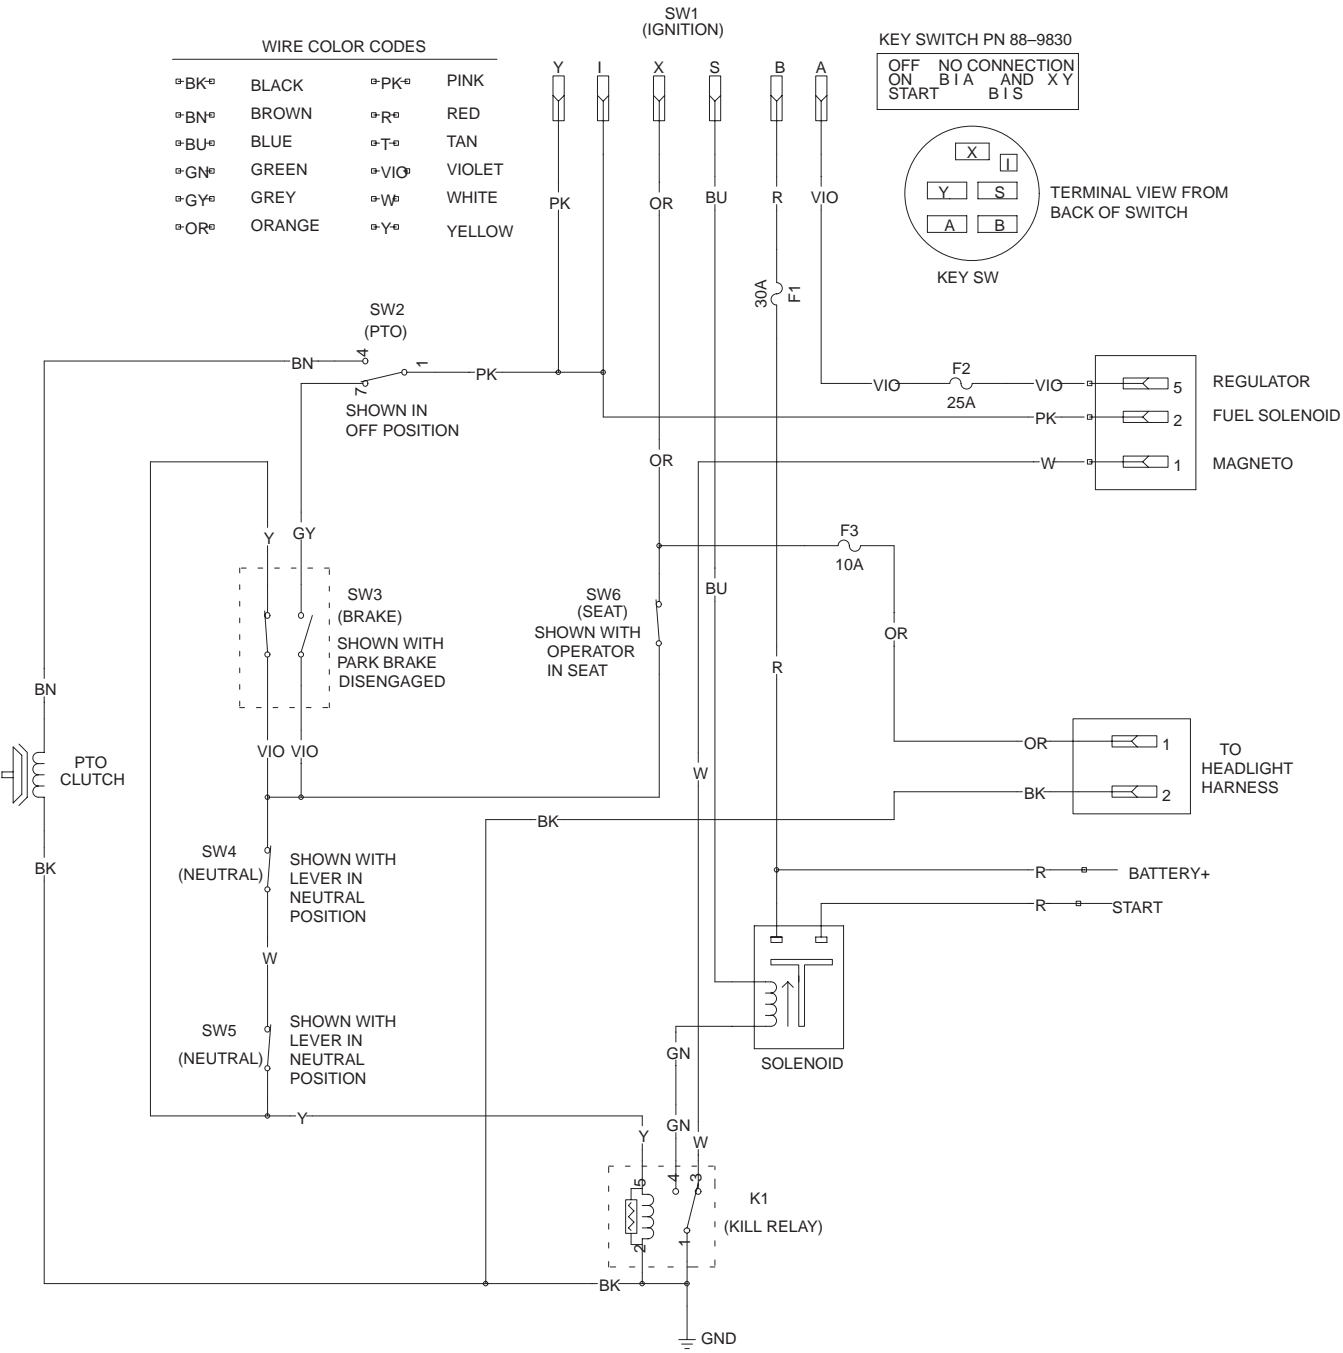 SW1
(IGNITION)
WIRE COLOR CODES
BK BLACK PK PINK
BN BROWN R RED
BU BLUE T TAN
GN GREEN VIO VIOLET
GY GREY W WHITE
OR ORANGE Y YELLOW
Y I X S B A
KEY SWITCH PN 88–9830
OFF NO CONNECTION
ON B I A AND X Y
START B I S
X
I
Y S
A B
TERMINAL VIEW FROM
BACK OF SWITCH
KEY SW
PK OR BU R VIO
30A F1
SW2
(PTO)
BN 4
1
PK
7
SHOWN IN
OFF POSITION
VIO
F2
25A
VIO
5
REGULATOR
PK
2
FUEL SOLENOID
OR
W
1
MAGNETO
Y GY
F3
10A
SW3
(BRAKE)
SHOWN WITH
PARK BRAKE
DISENGAGED
SW6
(SEAT)
SHOWN WITH
OPERATOR
IN SEAT
BU
OR
R
BN
VIO VIO
PTO
CLUTCH
W
OR
1
BK
2
TO
HEADLIGHT
HARNESS
BK
BK
SW4
(NEUTRAL)
SHOWN WITH
LEVER IN
NEUTRAL
POSITION
R
BATTERY+
R
START
W
SW5
(NEUTRAL)
SHOWN WITH
LEVER IN
NEUTRAL
POSITION
GN
SOLENOID
Y
Y
GN
W
5 4 3
K1
(KILL RELAY)
2 1
BK
GND